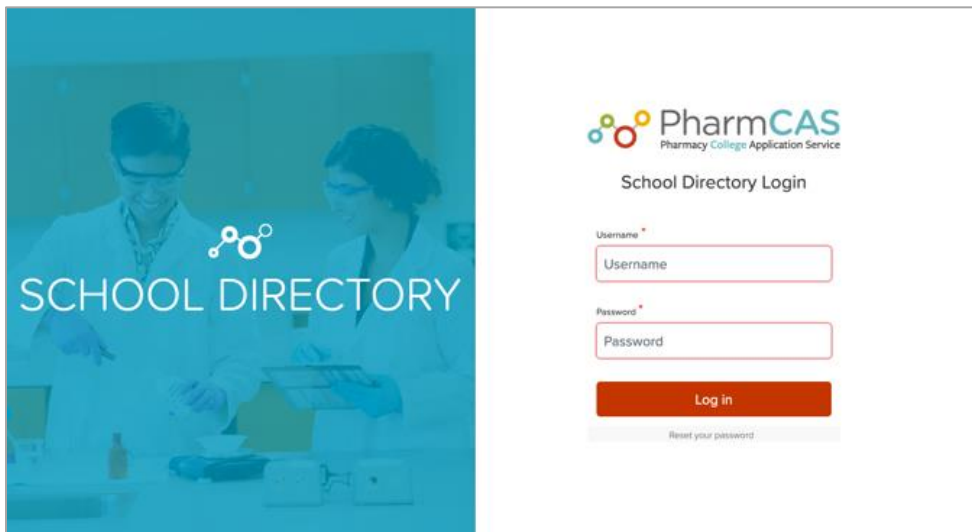 SCHOOL DIRECTORY
PharmCAS
Pharmacy College Application Service
School Directory Login
Username *
Username
Password *
Password
Log in
Reset your password